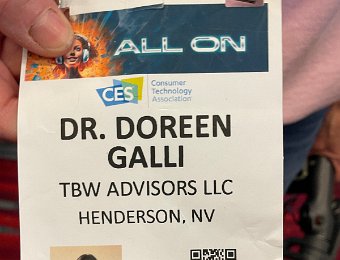 ALL ON
CES
Consumer
Technology
Association
DR. DOREEN
GALLI
TBW ADVISORS LLC
HENDERSON, NV